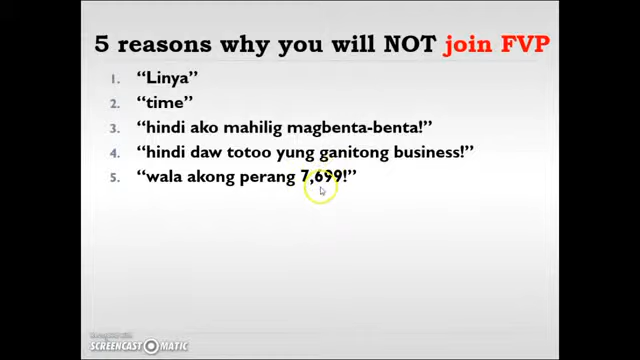 5 reasons why you will NOT join FVP
1. “Linya”
2. “time”
3. “hindi ako mahilig magbenta-benta!”
4. “hindi daw totoo yung ganitong business!”
5. “wala akong perang 7,699!”
SCREENCAST MATIC